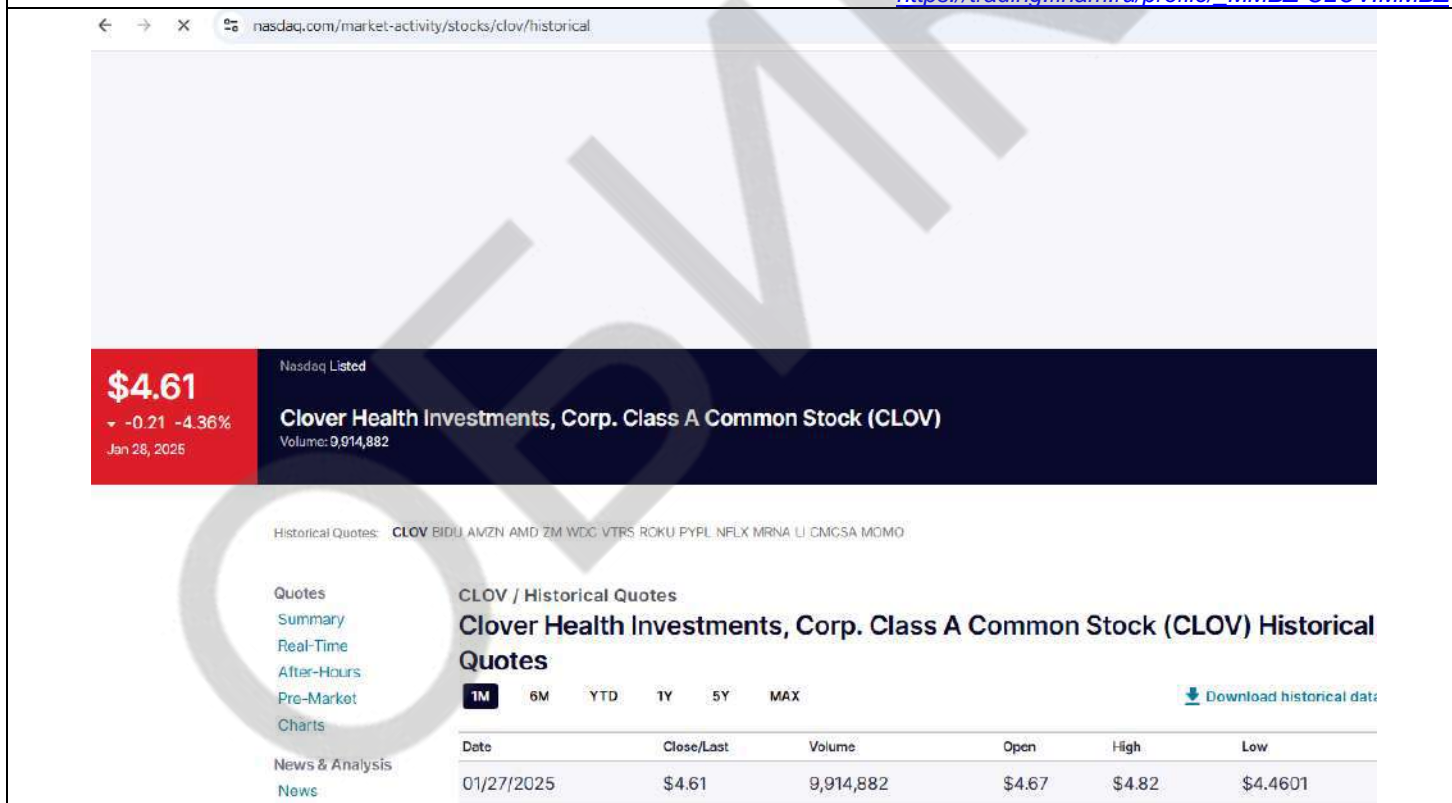 nasdaq.com/market-activity/stocks/clov/historical
$4.61
-0.21 -4.36%
Jan 28, 2025
Nasdaq Listed
Clover Health Investments, Corp. Class A Common Stock (CLOV)
Volume: 9,914,882
Historical Quotes: CLOV BIDU AMZN AMD ZM WDC VTRS ROKU PYPL NFLX MRNA LI CMCSA MOMO
Quotes
Summary
Real-Time
After-Hours
Pre-Market
Charts
News & Analysis
News
CLOV / Historical Quotes
Clover Health Investments, Corp. Class A Common Stock (CLOV) Historical
Quotes
1M 6M YTD 1Y 5Y MAX
Download historical data
Date Close/Last Volume Open High Low
01/27/2025 $4.61 9,914,882 $4.67 $4.82 $4.4601